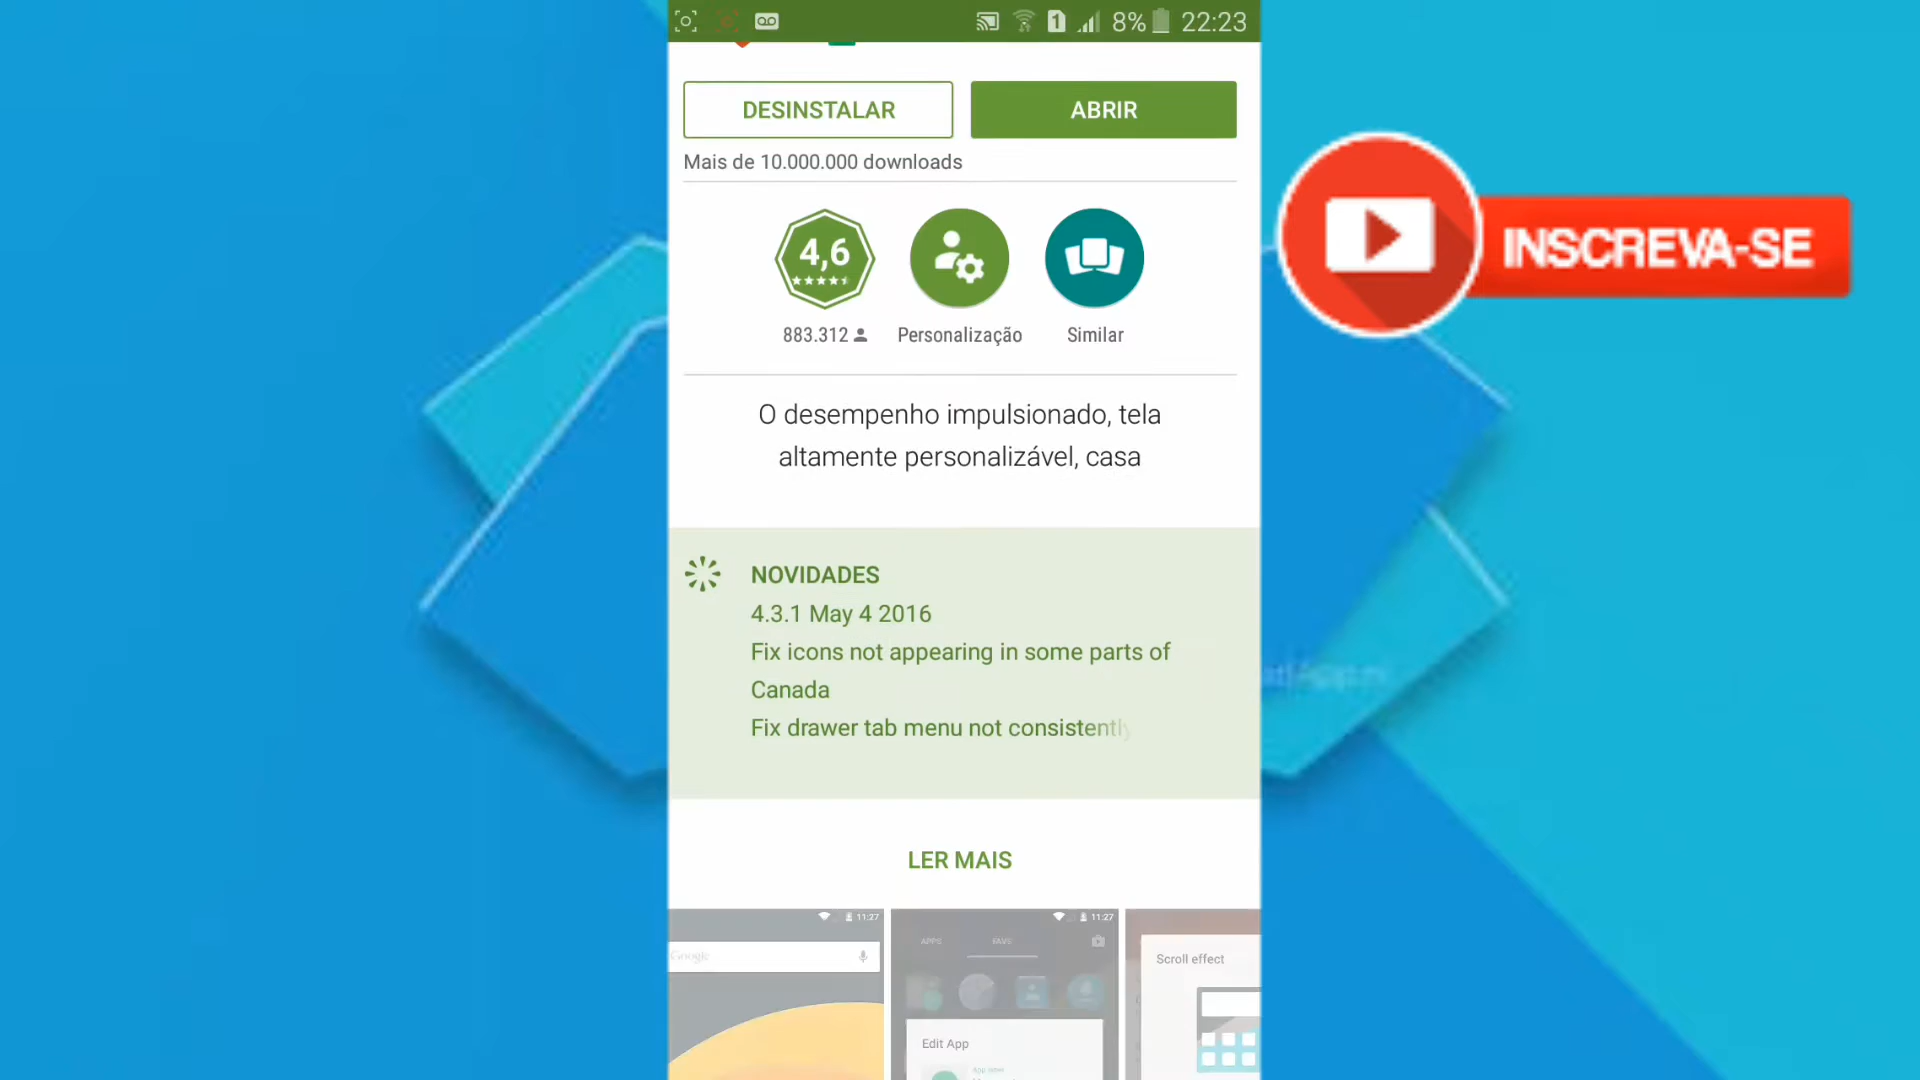 8% 22:23
DESINSTALAR
ABRIR
Mais de 10.000.000 downloads
4,6
883.312
Personalização
Similar
INSCREVA-SE
O desempenho impulsionado, tela
altamente personalizável, casa
NOVIDADES
4.3.1 May 4 2016
Fix icons not appearing in some parts of
Canada
Fix drawer tab menu not consistently
LER MAIS
11:27
Google
11:27
APPS
FAVS
Edit App
Scroll effect